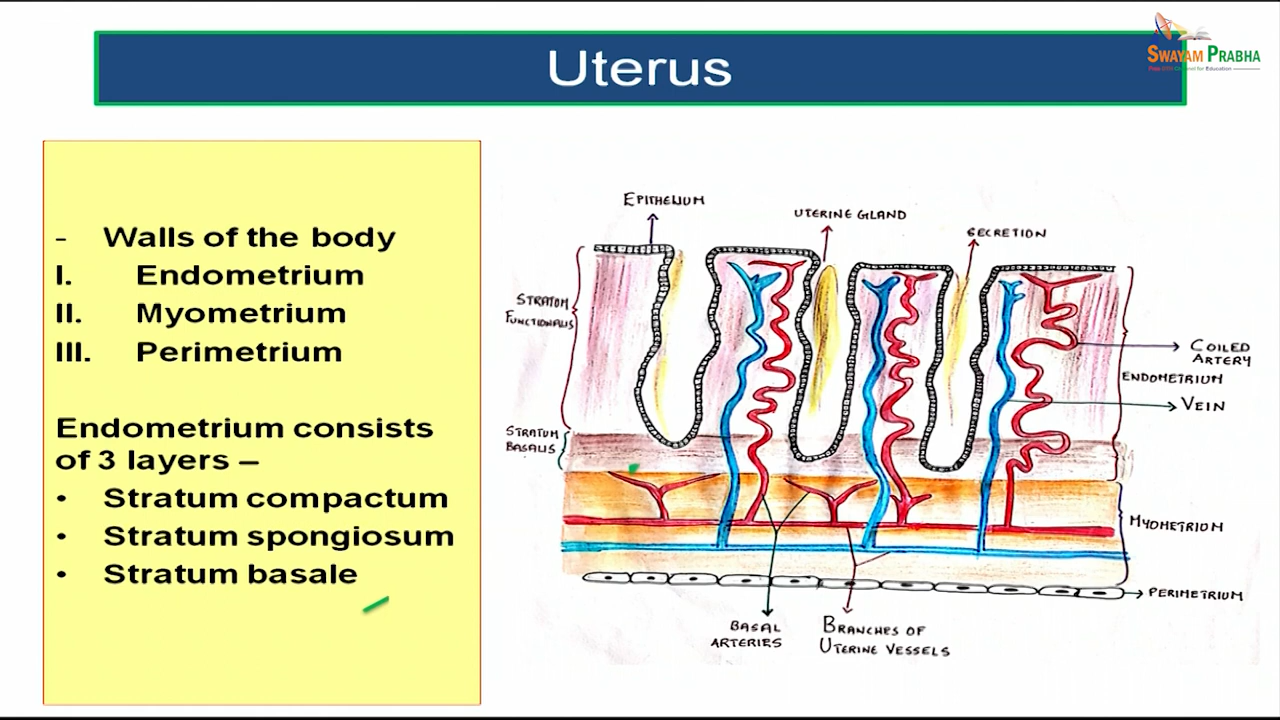 Uterus
SWAYAM PRABHA
- Walls of the body
I. Endometrium
II. Myometrium
III. Perimetrium
Endometrium consists
of 3 layers –
• Stratum compactum
• Stratum spongiosum
• Stratum basale
EPITHELIUM
UTERINE GLAND
SECRETION
STRATUM
FUNCTIONALIS
COILED
ARTERY
ENDOMETRIUM
VEIN
STRATUM
BASALIS
MYOMETRIUM
PERIMETRIUM
BASAL
ARTERIES
BRANCHES OF
UTERINE VESSELS